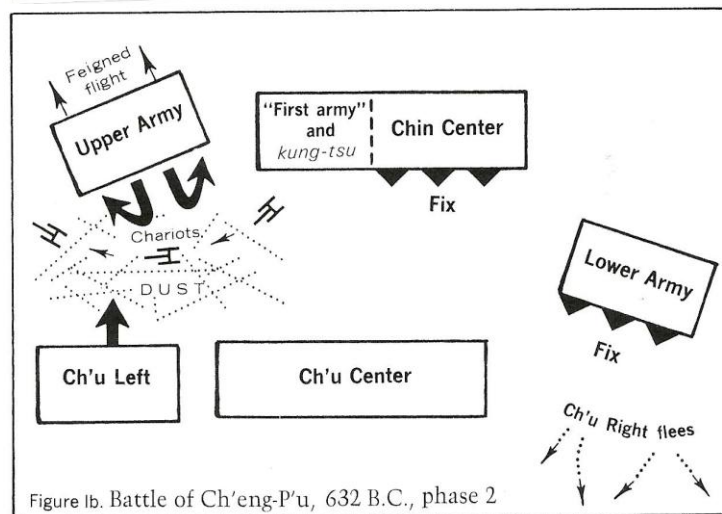 Feigned
flight
Upper Army
"First army"
and
kung-tsu
Chin Center
Fix
Chariots
DUST
Lower Army
Fix
Ch'u Left
Ch'u Center
Ch'u Right flees
Figure Ib. Battle of Ch'eng-P'u, 632 B.C., phase 2